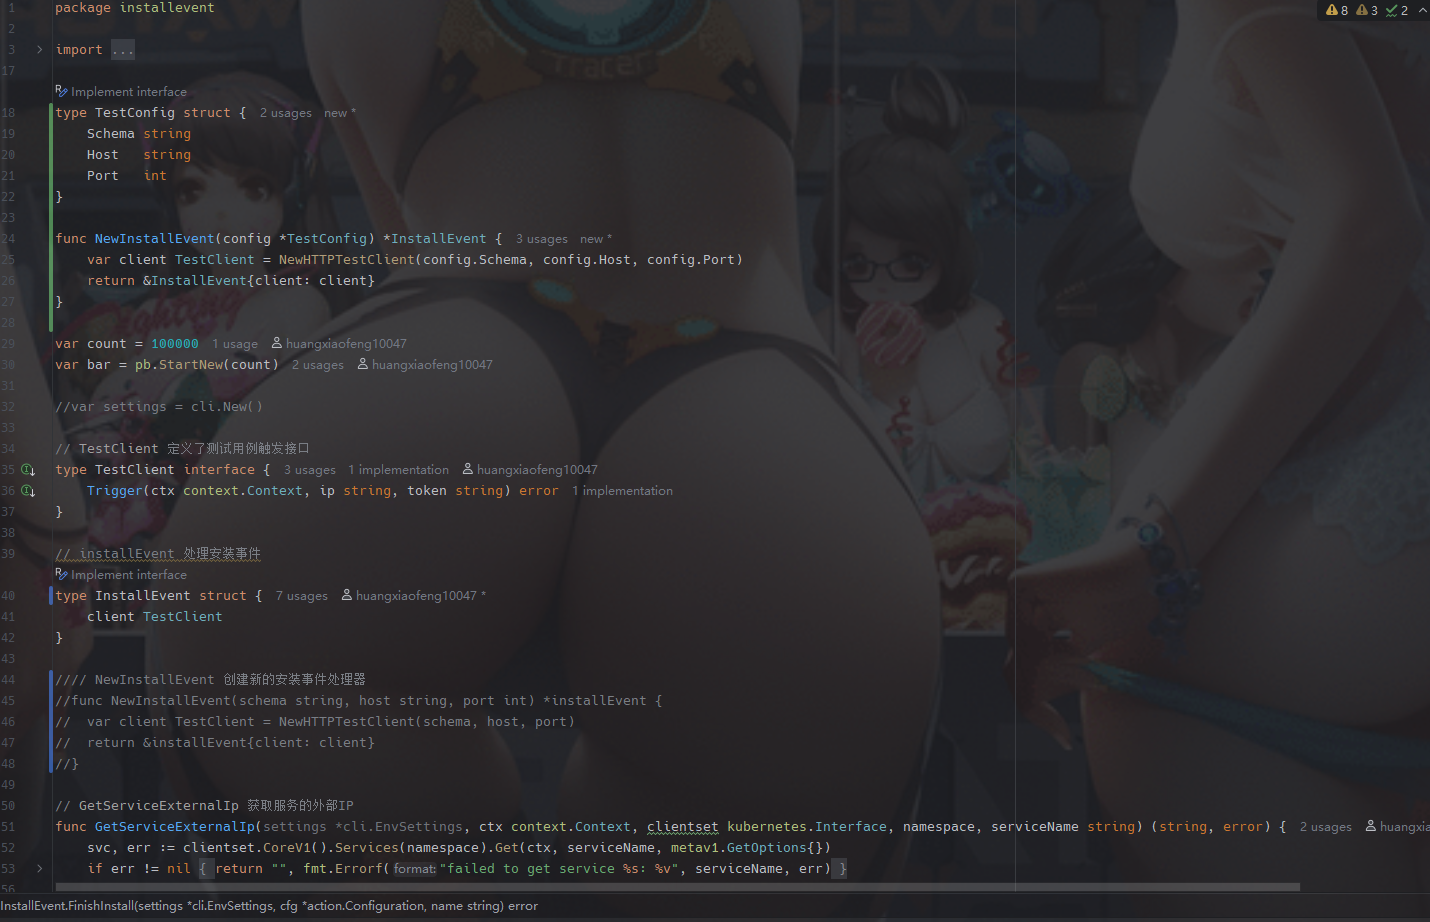 1 package installevent
8 3 2
2
3 import ...
17
Implement interface
18 type TestConfig struct { 2 usages new *
19 Schema string
20 Host string
21 Port int
22 }
23
24 func NewInstallEvent(config *TestConfig) *InstallEvent { 3 usages new *
25 var client TestClient = NewHTTPTestClient(config.Schema, config.Host, config.Port)
26 return &InstallEvent{client: client}
27 }
28
29 var count = 100000 1 usage huangxiaofeng10047
30 var bar = pb.StartNew(count) 2 usages huangxiaofeng10047
31
32 //var settings = cli.New()
33
34 // TestClient 定义了测试用例触发接口
35 type TestClient interface { 3 usages 1 implementation huangxiaofeng10047
36 Trigger(ctx context.Context, ip string, token string) error 1 implementation
37 }
38
39 // installEvent 处理安装事件
Implement interface
40 type InstallEvent struct { 7 usages huangxiaofeng10047 *
41 client TestClient
42 }
43
44 //// NewInstallEvent 创建新的安装事件处理器
45 //func NewInstallEvent(schema string, host string, port int) *installEvent {
46 // var client TestClient = NewHTTPTestClient(schema, host, port)
47 // return &installEvent{client: client}
48 //}
49
50 // GetServiceExternalIp 获取服务的外部IP
51 func GetServiceExternalIp(settings *cli.EnvSettings, ctx context.Context, clientset kubernetes.Interface, namespace, serviceName string) (string, error) { 2 usages huangxia
52 svc, err := clientset.CoreV1().Services(namespace).Get(ctx, serviceName, metav1.GetOptions{})
53 if err != nil { return "", fmt.Errorf( format: "failed to get service %s: %v", serviceName, err) }
56
InstallEvent.FinishInstall(settings *cli.EnvSettings, cfg *action.Configuration, name string) error
Tracer